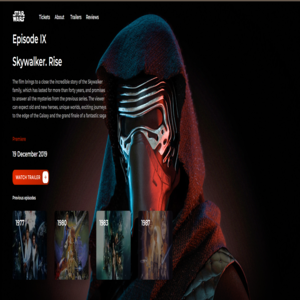 STAR WARS
Tickets About Trailers Reviews
Episode IX
Skywalker. Rise
The film brings to a close the incredible story of the Skywalker
family, which has lasted for more than forty years, and promises
to answer all the mysteries from the previous series. The viewer
can expect old and new heroes, unique worlds, exciting journeys
to the edge of the Galaxy and the grand finale of a fantastic saga
Premiere
19 December 2019
WATCH TRAILER
Previous episodes
1977 1980 1983 1987